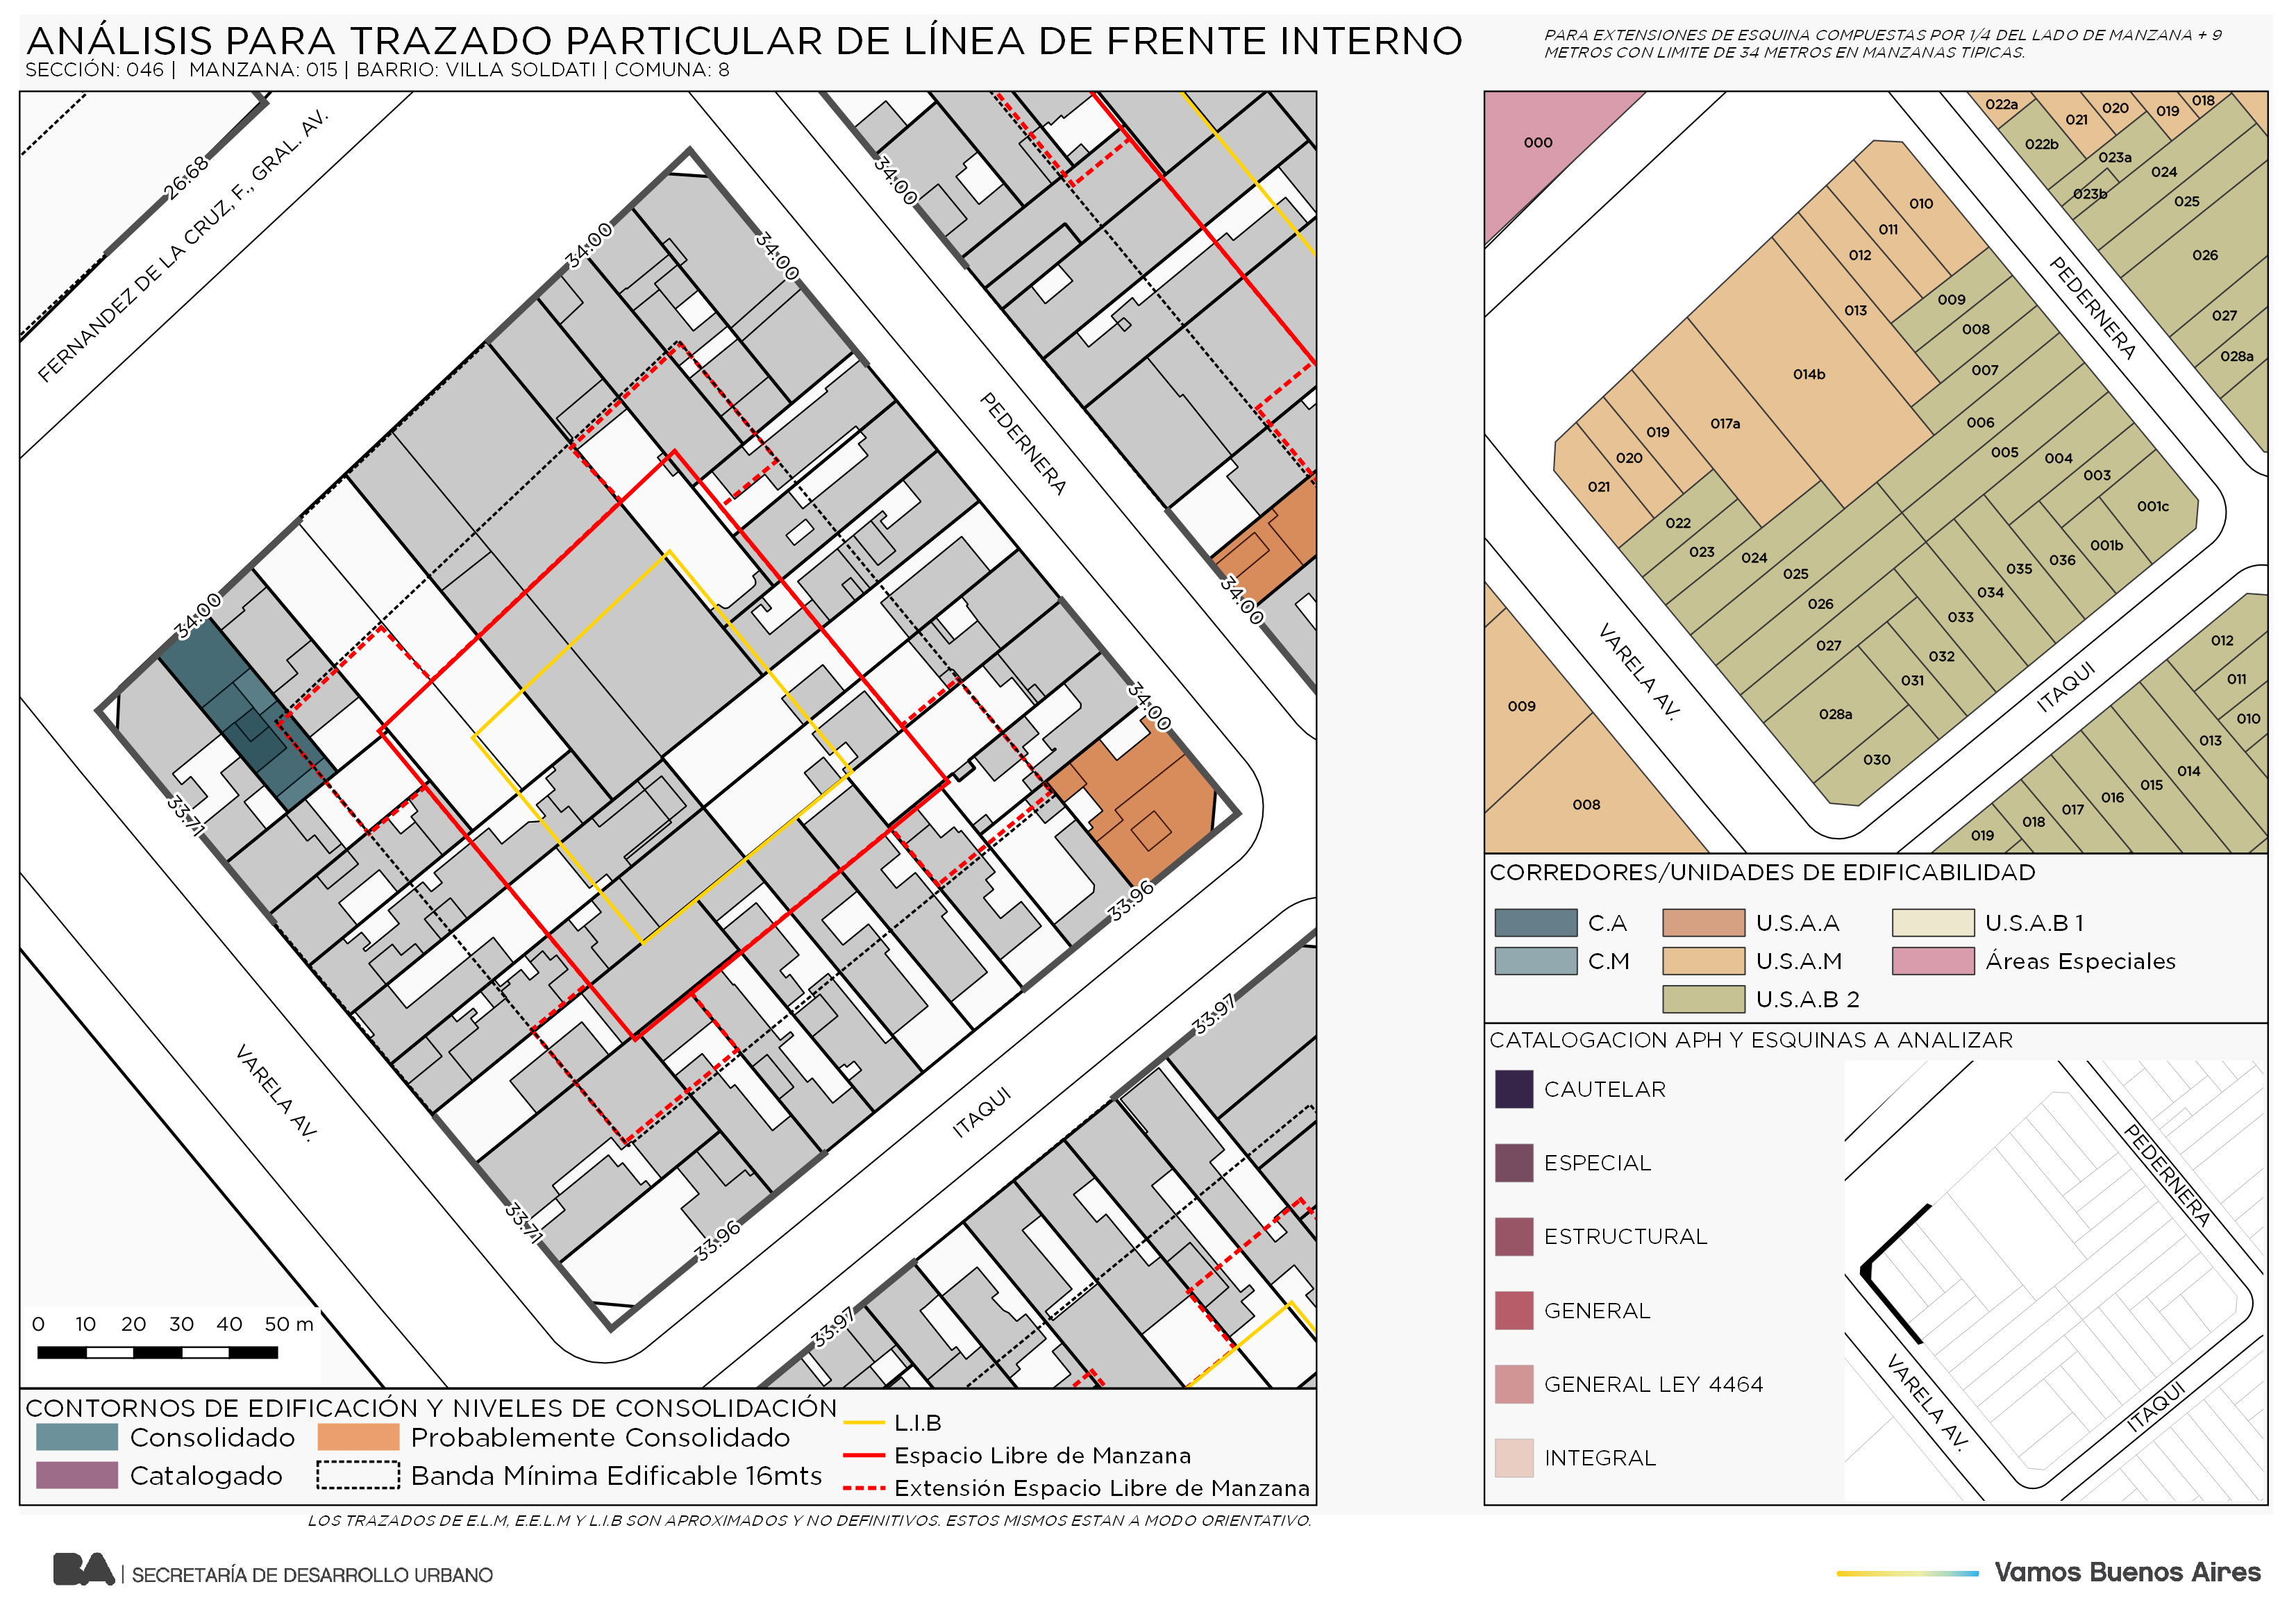 ANÁLISIS PARA TRAZADO PARTICULAR DE LÍNEA DE FRENTE INTERNO
SECCIÓN: 046 | MANZANA: 015 | BARRIO: VILLA SOLDATI | COMUNA: 8
PARA EXTENSIONES DE ESQUINA COMPUESTAS POR 1/4 DEL LADO DE MANZANA + 9
METROS CON LIMITE DE 34 METROS EN MANZANAS TIPICAS.
26.68
FERNANDEZ DE LA CRUZ, F., GRAL. AV.
34.00
34.00
34.00
PEDERNERA
34.00
34.00
34.00
33.71
33.96
33.97
VARELA AV.
ITAQUI
33.71
33.96
33.97
0 10 20 30 40 50 m
CONTORNOS DE EDIFICACIÓN Y NIVELES DE CONSOLIDACIÓN
Consolidado
Probablemente Consolidado
Catalogado
Banda Mínima Edificable 16mts
L.I.B
Espacio Libre de Manzana
Extensión Espacio Libre de Manzana
LOS TRAZADOS DE E.L.M, E.E.L.M Y L.I.B SON APROXIMADOS Y NO DEFINITIVOS. ESTOS MISMOS ESTAN A MODO ORIENTATIVO.
000
022a
021
020
019
018
022b
023a
023b
024
025
026
027
028a
010
011
012
013
009
008
007
006
005
004
003
001c
001b
036
035
034
033
032
031
030
014b
017a
019
020
021
022
023
024
025
026
027
028a
PEDERNERA
VARELA AV.
ITAQUI
009
008
012
011
010
013
014
015
016
017
018
019
CORREDORES/UNIDADES DE EDIFICABILIDAD
C.A
U.S.A.A
U.S.A.B 1
C.M
U.S.A.M
Áreas Especiales
U.S.A.B 2
CATALOGACION APH Y ESQUINAS A ANALIZAR
CAUTELAR
ESPECIAL
ESTRUCTURAL
GENERAL
GENERAL LEY 4464
INTEGRAL
PEDERNERA
VARELA AV.
ITAQUI
BA | SECRETARÍA DE DESARROLLO URBANO
Vamos Buenos Aires